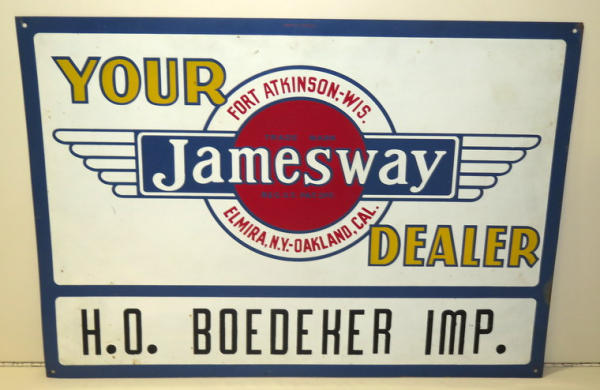 YOUR
FORT ATKINSON.-WIS.
Jamesway
ELMIRA, N.Y.-OAKLAND, CAL.
DEALER
H.O. BOEDEKER IMP.